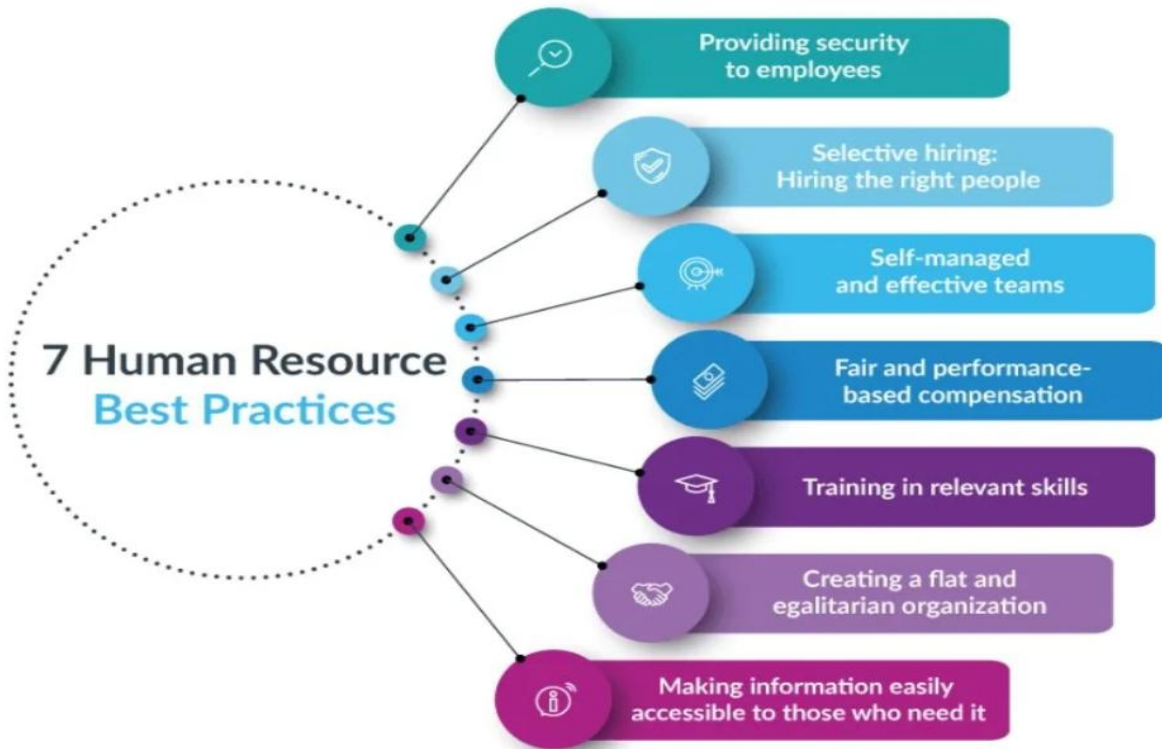 7 Human Resource
Best Practices
Providing security
to employees
Selective hiring:
Hiring the right people
Self-managed
and effective teams
Fair and performance-
based compensation
Training in relevant skills
Creating a flat and
egalitarian organization
Making information easily
accessible to those who need it